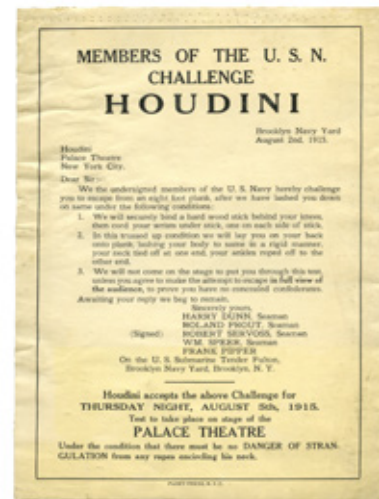 MEMBERS OF THE U. S. N.
CHALLENGE
HOUDINI
Brooklyn Navy Yard
August 2nd, 1915.
Houdini
Palace Theatre
New York City.
Dear Sir:-
We the undersigned members of the U. S. Navy hereby challenge
you to escape from an eight foot plank, after we have lashed you down
on same under the following conditions:
1. We will securely bind a hard wood stick behind your knees,
then cord your wrists under stick, one on each side of stick.
2. In this trussed up condition we will lay you on your back
onto plank, lashing your body to same in a rigid manner,
your neck tied at one end, your ankles roped off to the
other end.
3. We will not come on the stage to put you through this test,
unless you agree to make the attempt to escape in full view of
the audience, to prove you have no concealed confederates.
Awaiting your reply we beg to remain,
Sincerely yours,
HARRY DUNN, Seaman
ROLAND PROUT, Seaman
(Signed) ROBERT SERVOSS, Seaman
WM. SPEER, Seaman
FRANK PIPPER
On the U. S. Submarine Tender Fulton,
Brooklyn Navy Yard, Brooklyn, N. Y.
Houdini accepts the above Challenge for
THURSDAY NIGHT, AUGUST 5th, 1915.
Test to take place on stage of the
PALACE THEATRE
Under the condition that there must be no DANGER OF STRAN-
GULATION from any ropes encircling his neck.